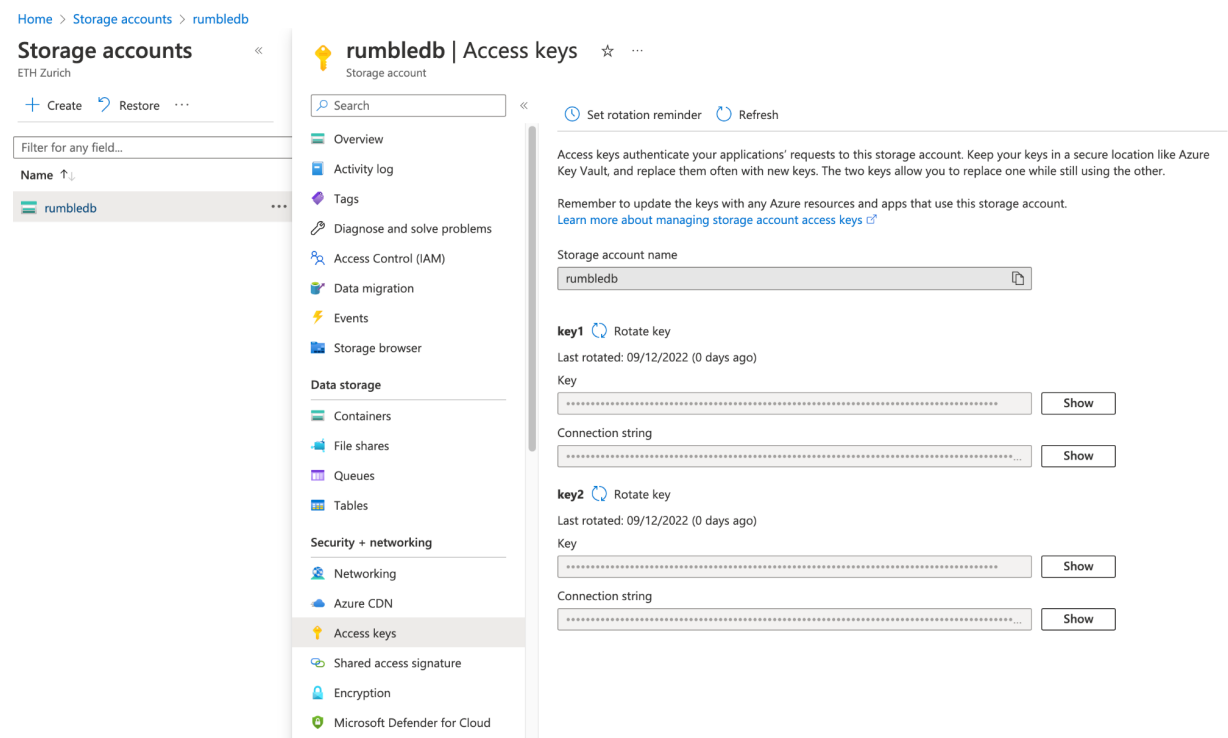 Home > Storage accounts > rumbledb
Storage accounts «
ETH Zurich
+ Create Restore ...
Filter for any field...
Name ↑↓
rumbledb ...
rumbledb | Access keys ☆ ...
Storage account
Search «
Overview
Activity log
Tags
Diagnose and solve problems
Access Control (IAM)
Data migration
Events
Storage browser
Data storage
Containers
File shares
Queues
Tables
Security + networking
Networking
Azure CDN
Access keys
Shared access signature
Encryption
Microsoft Defender for Cloud
Set rotation reminder Refresh
Access keys authenticate your applications' requests to this storage account. Keep your keys in a secure location like Azure
Key Vault, and replace them often with new keys. The two keys allow you to replace one while still using the other.
Remember to update the keys with any Azure resources and apps that use this storage account.
Learn more about managing storage account access keys
Storage account name
rumbledb
key1 Rotate key
Last rotated: 09/12/2022 (0 days ago)
Key
Show
Connection string
Show
key2 Rotate key
Last rotated: 09/12/2022 (0 days ago)
Key
Show
Connection string
Show